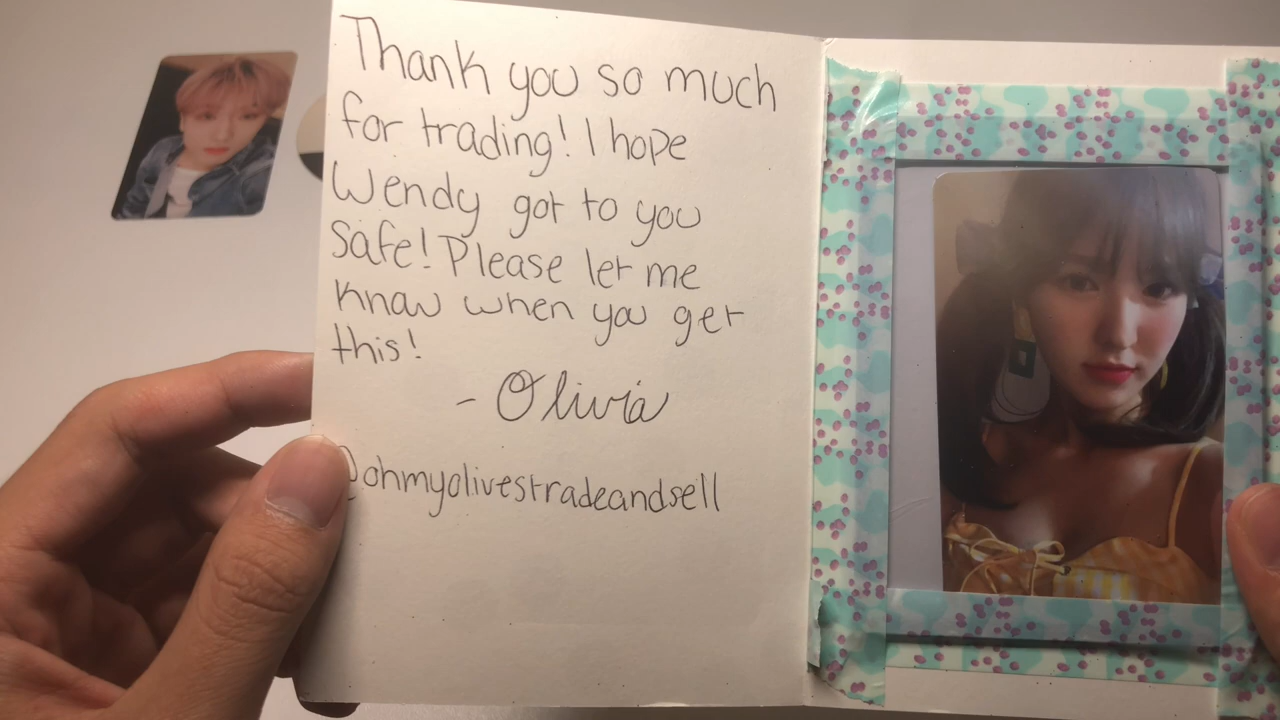 Thank you so much
for trading! I hope
Wendy got to you
safe! Please let me
know when you get
this!
- Olivia
@ohmyolivestradeandsell